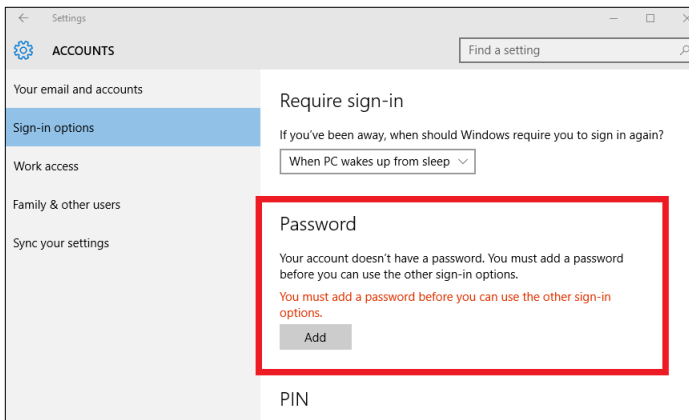 Settings
ACCOUNTS
Find a setting
Your email and accounts
Sign-in options
Work access
Family & other users
Sync your settings
Require sign-in
If you've been away, when should Windows require you to sign in again?
When PC wakes up from sleep
Password
Your account doesn't have a password. You must add a password
before you can use the other sign-in options.
You must add a password before you can use the other sign-in
options.
Add
PIN